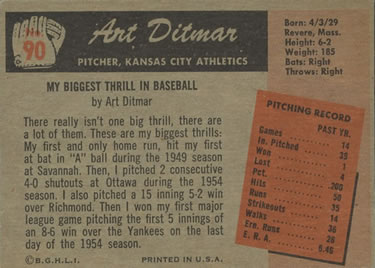 NO. 90
Art Ditmar
PITCHER, KANSAS CITY ATHLETICS
Born: 4/3/29
Revere, Mass.
Height: 6-2
Weight: 185
Bats: Right
Throws: Right
MY BIGGEST THRILL IN BASEBALL
by Art Ditmar
There really isn't one big thrill, there are
a lot of them. These are my biggest thrills:
My first and only home run, hit my first
at bat in "A" ball during the 1949 season
at Savannah. Then, I pitched 2 consecutive
4-0 shutouts at Ottawa during the 1954
season. I also pitched a 15 inning 5-2 win
over Richmond. Then I won my first major
league game pitching the first 5 innings of
an 8-6 win over the Yankees on the last
day of the 1954 season.
©B.G.H.L.I.
PRINTED IN U.S.A.
PITCHING RECORD
PAST YR.
Games 14
In. Pitched 35
Won 1
Last 4
Pct. .200
Hits 50
Runs 35
Strikeouts 14
Walks 36
Ern. Runs 26
E. R. A.